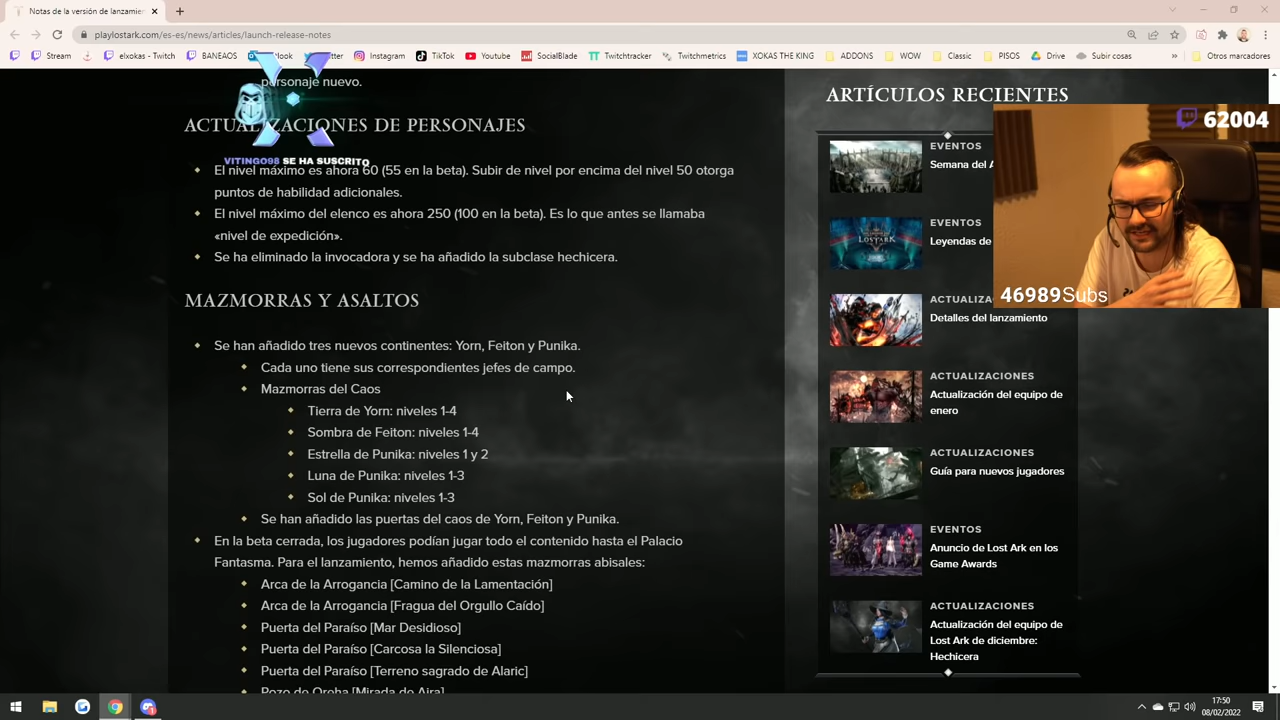 Notas de la versión de lanzamien
playlostark.com/es-es/news/articles/launch-release-notes
Stream
elxokas - Twitch
BANEAOS
Instagram
TikTok
Youtube
SocialBlade
Twitchtracker
Twitchmetrics
XOKAS THE KING
ADDONS
WOW
Classic
PISOS
Drive
Subir cosas
Otros marcadores
personaje nuevo.
ACTUALIZACIONES DE PERSONAJES
VITINGO98 SE HA SUSCRITO
El nivel máximo es ahora 60 (55 en la beta). Subir de nivel por encima del nivel 50 otorga
puntos de habilidad adicionales.
El nivel máximo del elenco es ahora 250 (100 en la beta). Es lo que antes se llamaba
«nivel de expedición».
Se ha eliminado la invocadora y se ha añadido la subclase hechicera.
MAZMORRAS Y ASALTOS
Se han añadido tres nuevos continentes: Yorn, Feiton y Punika.
Cada uno tiene sus correspondientes jefes de campo.
Mazmorras del Caos
Tierra de Yorn: niveles 1-4
Sombra de Feiton: niveles 1-4
Estrella de Punika: niveles 1 y 2
Luna de Punika: niveles 1-3
Sol de Punika: niveles 1-3
Se han añadido las puertas del caos de Yorn, Feiton y Punika.
En la beta cerrada, los jugadores podían jugar todo el contenido hasta el Palacio
Fantasma. Para el lanzamiento, hemos añadido estas mazmorras abisales:
Arca de la Arrogancia [Camino de la Lamentación]
Arca de la Arrogancia [Fragua del Orgullo Caído]
Puerta del Paraíso [Mar Desidioso]
Puerta del Paraíso [Carcosa la Silenciosa]
Puerta del Paraíso [Terreno sagrado de Alaric]
Pozo de Oreha [Mirada de Aira]
ARTÍCULOS RECIENTES
62004
EVENTOS
Semana del A
EVENTOS
Leyendas de
LOST ARK
46989Subs
ACTUALIZA
Detalles del lanzamiento
ACTUALIZACIONES
Actualización del equipo de
enero
ACTUALIZACIONES
Guía para nuevos jugadores
EVENTOS
Anuncio de Lost Ark en los
Game Awards
ACTUALIZACIONES
Actualización del equipo de
Lost Ark de diciembre:
Hechicera
17:50
08/02/2022